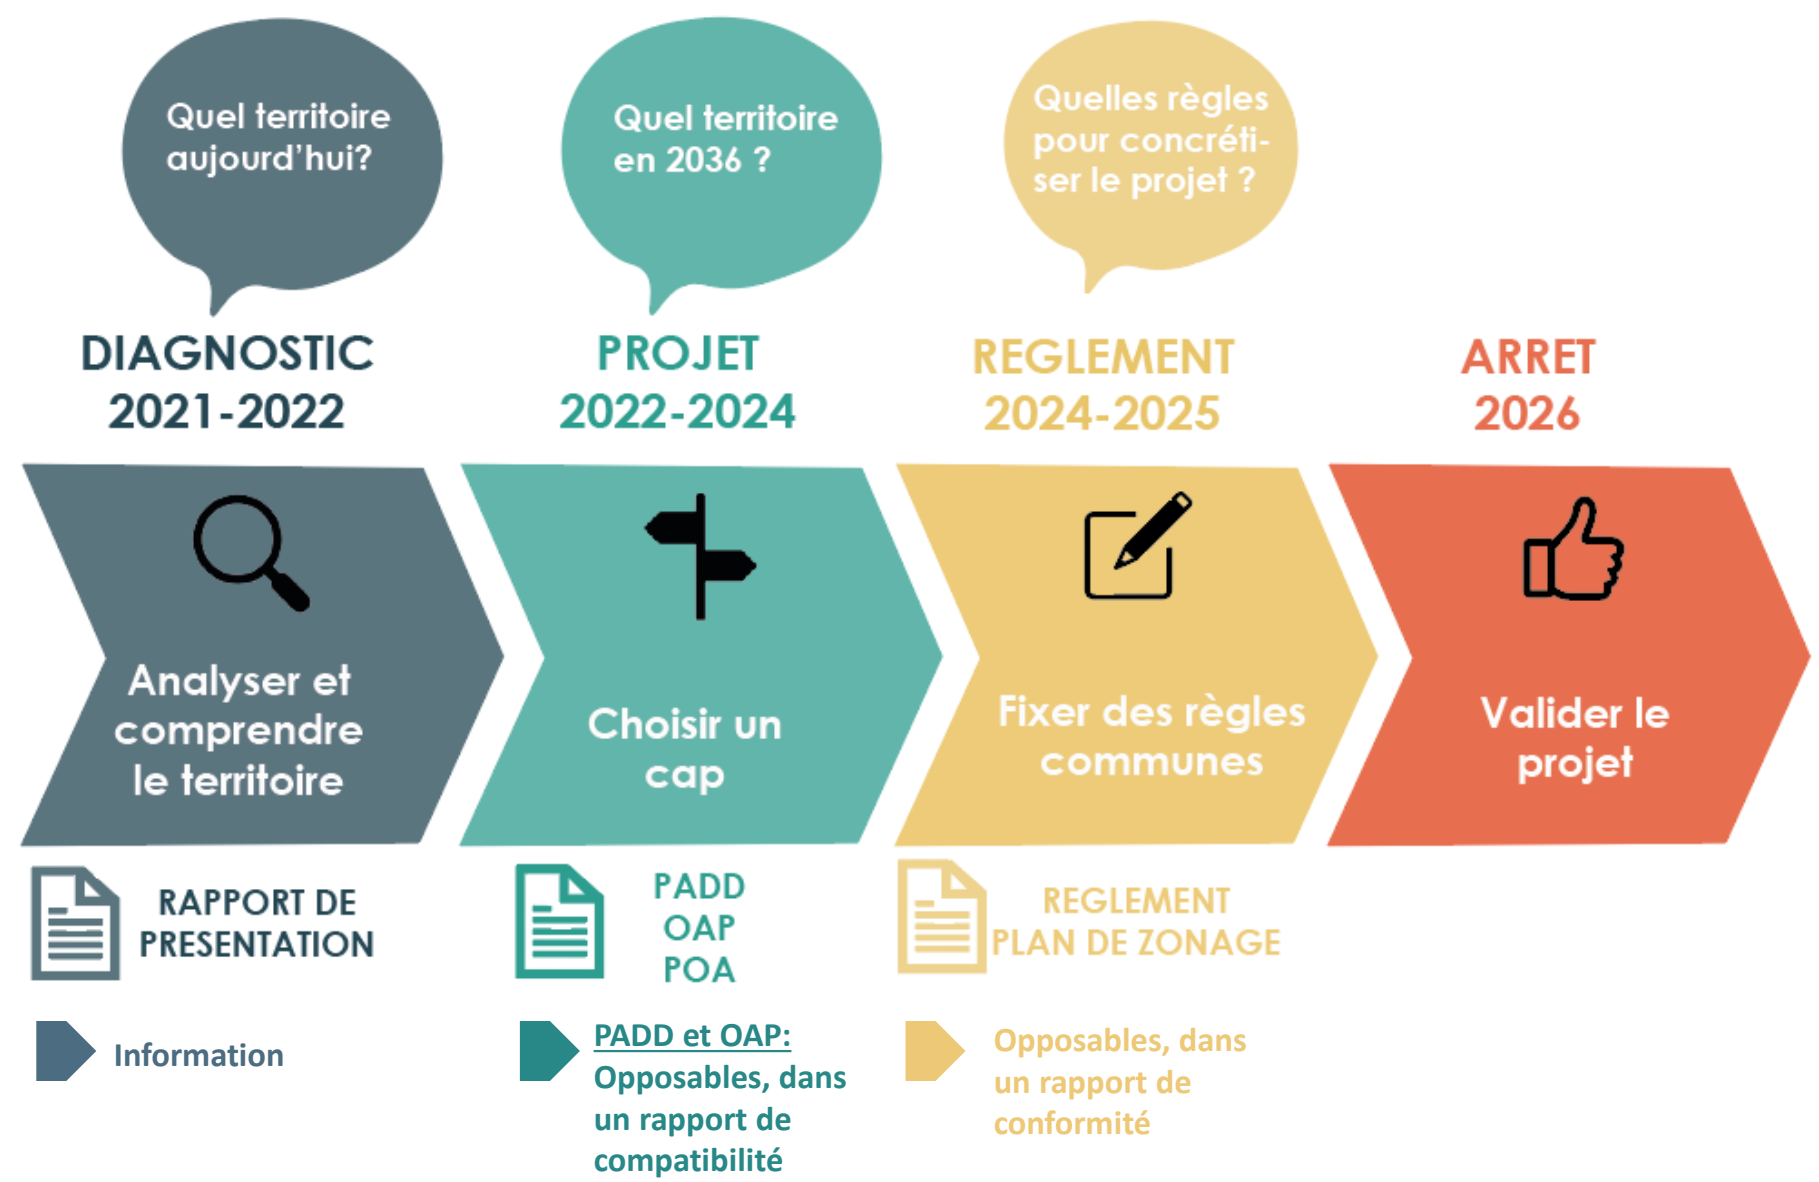 Quel territoire
aujourd'hui?
Quel territoire
en 2036 ?
Quelles règles
pour concréti-
ser le projet ?
DIAGNOSTIC
2021-2022
PROJET
2022-2024
REGLEMENT
2024-2025
ARRET
2026
Analyser et
comprendre
le territoire
Choisir un
cap
Fixer des règles
communes
Valider le
projet
RAPPORT DE
PRESENTATION
PADD
OAP
POA
REGLEMENT
PLAN DE ZONAGE
Information
PADD et OAP:
Opposables, dans
un rapport de
compatibilité
Opposables, dans
un rapport de
conformité